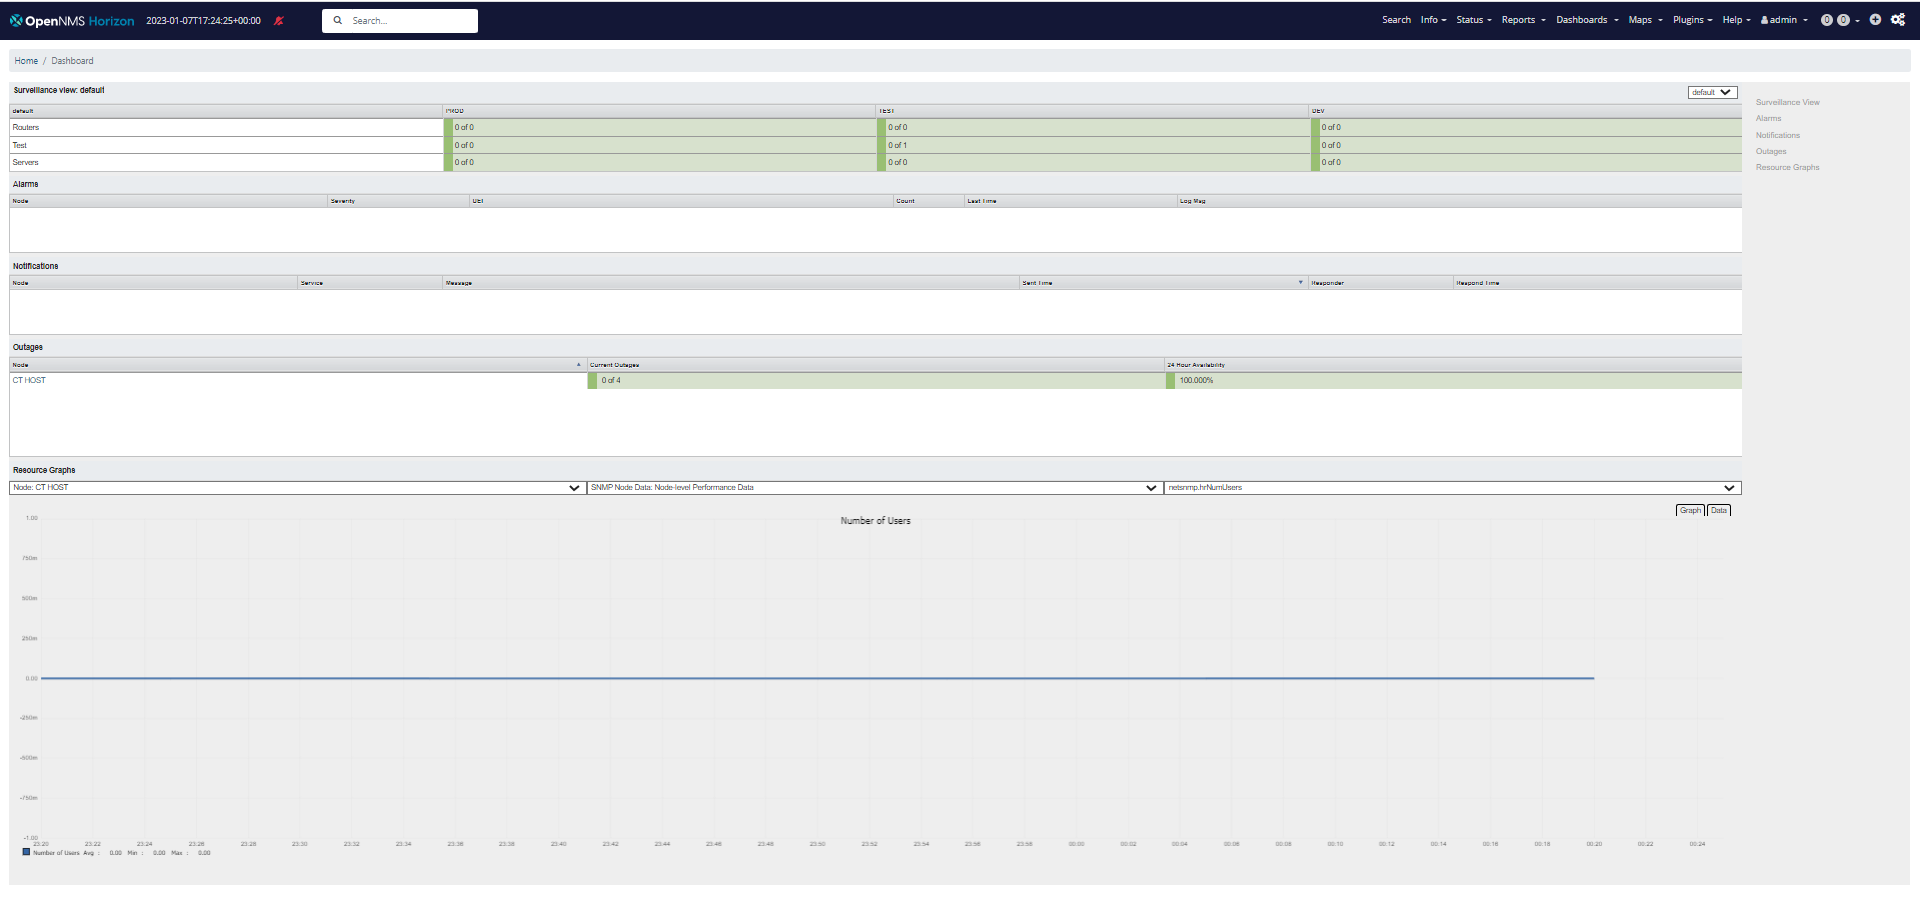 OpenNMS Horizon 2023-01-07T17:24:25+00:00 Search... Search Info Status Reports Dashboards Maps Plugins Help admin 0 0
Home / Dashboard
Surveillance view: default
default
default PROD TEST DEV
Routers 0 of 0 0 of 0 0 of 0
Test 0 of 0 0 of 1 0 of 0
Servers 0 of 0 0 of 0 0 of 0
Surveillance View
Alarms
Notifications
Outages
Resource Graphs
Alarms
Node Severity UEI Count Last Time Log Msg
Notifications
Node Service Message Sent Time Responder Respond Time
Outages
Node Current Outages 24 Hour Availability
CT HOST 0 of 4 100.000%
Resource Graphs
Node: CT HOST SNMP Node Data: Node-level Performance Data netsnmp.hrNumUsers
Graph Data
Number of Users
1.00
750m
500m
250m
0.00
-250m
-500m
-750m
-1.00
23:20 23:22 23:24 23:26 23:28 23:30 23:32 23:34 23:36 23:38 23:40 23:42 23:44 23:46 23:48 23:50 23:52 23:54 23:56 23:58 00:00 00:02 00:04 00:06 00:08 00:10 00:12 00:14 00:16 00:18 00:20 00:22 00:24
Number of Users Avg : 0.00 Min : 0.00 Max : 0.00